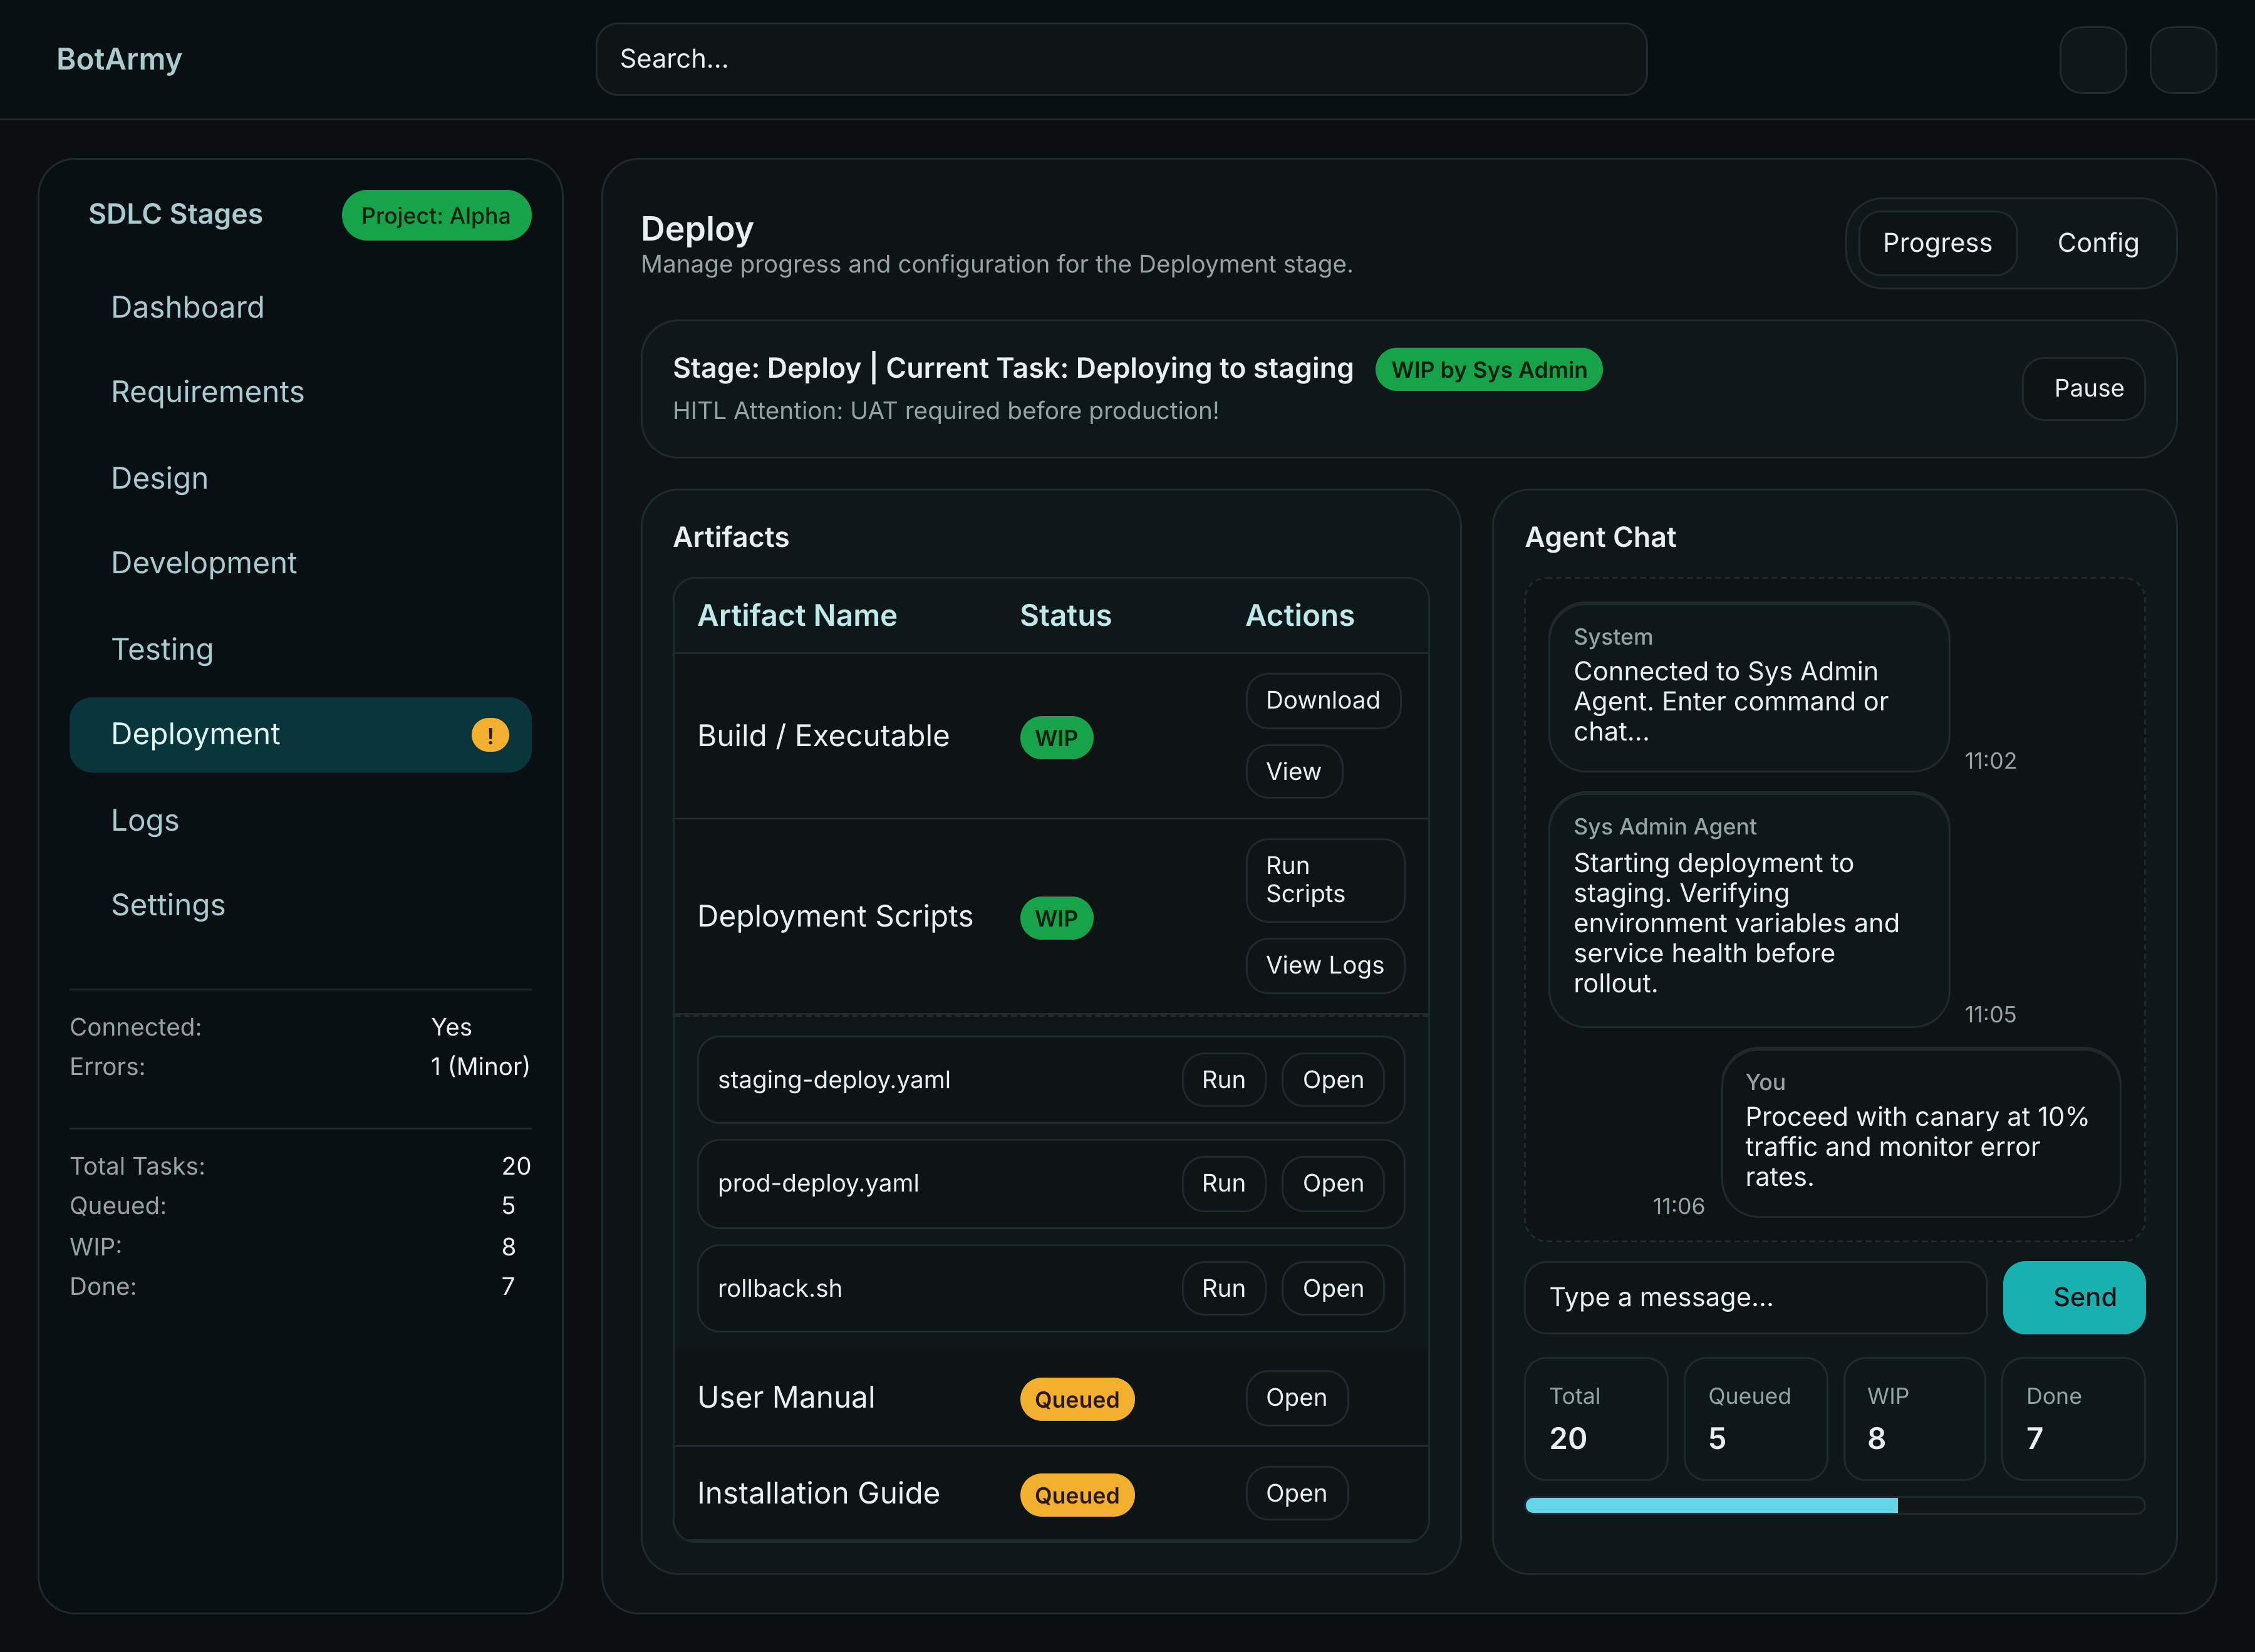 BotArmy
Search...
SDLC Stages
Project: Alpha
Dashboard
Requirements
Design
Development
Testing
Deployment
!
Logs
Settings
Connected: Yes
Errors: 1 (Minor)
Total Tasks: 20
Queued: 5
WIP: 8
Done: 7
Deploy
Manage progress and configuration for the Deployment stage.
Progress
Config
Stage: Deploy | Current Task: Deploying to staging
WIP by Sys Admin
HITL Attention: UAT required before production!
Pause
Artifacts
Artifact Name Status Actions
Build / Executable WIP
Download
View
Deployment Scripts WIP
Run
Scripts
View Logs
staging-deploy.yaml Run Open
prod-deploy.yaml Run Open
rollback.sh Run Open
User Manual Queued Open
Installation Guide Queued Open
Agent Chat
System
Connected to Sys Admin
Agent. Enter command or
chat...
11:02
Sys Admin Agent
Starting deployment to
staging. Verifying
environment variables and
service health before
rollout.
11:05
You
Proceed with canary at 10%
traffic and monitor error
rates.
11:06
Type a message...
Send
Total Queued WIP Done
20 5 8 7